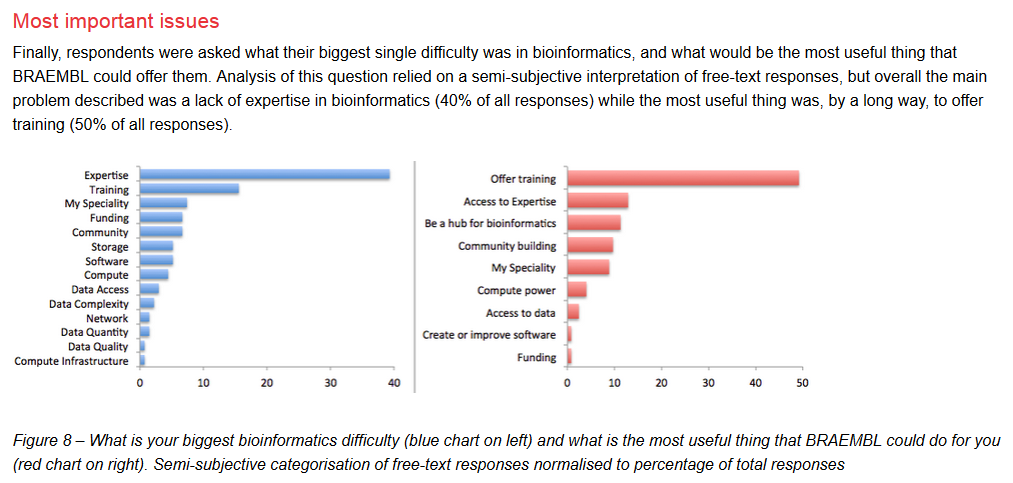 Most important issues
Finally, respondents were asked what their biggest single difficulty was in bioinformatics, and what would be the most useful thing that
BRAEMBL could offer them. Analysis of this question relied on a semi-subjective interpretation of free-text responses, but overall the main
problem described was a lack of expertise in bioinformatics (40% of all responses) while the most useful thing was, by a long way, to offer
training (50% of all responses).
Expertise
Training
My Speciality
Funding
Community
Storage
Software
Compute
Data Access
Data Complexity
Network
Data Quantity
Data Quality
Compute Infrastructure
0 10 20 30 40
Offer training
Access to Expertise
Be a hub for bioinformatics
Community building
My Speciality
Compute power
Access to data
Create or improve software
Funding
0 10 20 30 40 50
Figure 8 – What is your biggest bioinformatics difficulty (blue chart on left) and what is the most useful thing that BRAEMBL could do for you
(red chart on right). Semi-subjective categorisation of free-text responses normalised to percentage of total responses